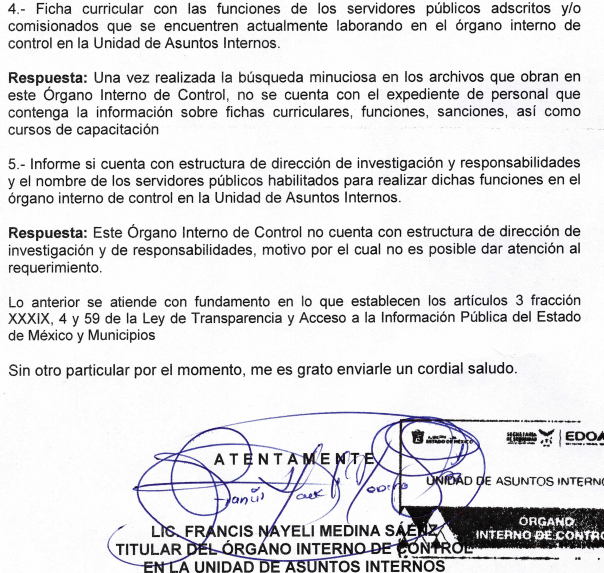 4.- Ficha curricular con las funciones de los servidores públicos adscritos y/o
comisionados que se encuentren actualmente laborando en el órgano interno de
control en la Unidad de Asuntos Internos.
Respuesta: Una vez realizada la búsqueda minuciosa en los archivos que obran en
este Órgano Interno de Control, no se cuenta con el expediente de personal que
contenga la información sobre fichas curriculares, funciones, sanciones, así como
cursos de capacitación
5.- Informe si cuenta con estructura de dirección de investigación y responsabilidades
y el nombre de los servidores públicos habilitados para realizar dichas funciones en el
órgano interno de control en la Unidad de Asuntos Internos.
Respuesta: Este Órgano Interno de Control no cuenta con estructura de dirección de
investigación y de responsabilidades, motivo por el cual no es posible dar atención al
requerimiento.
Lo anterior se atiende con fundamento en lo que establecen los artículos 3 fracción
XXXIX, 4 y 59 de la Ley de Transparencia y Acceso a la Información Pública del Estado
de México y Municipios
Sin otro particular por el momento, me es grato enviarle un cordial saludo.
ATENTAMENTE
LIC. FRANCIS NAYELI MEDINA SÁENZ
TITULAR DEL ÓRGANO INTERNO DE CONTROL
EN LA UNIDAD DE ASUNTOS INTERNOS
ESTADO DE MÉXICO
EDOM
UNIDAD DE ASUNTOS INTERNO
ÓRGANO
INTERNO DE CONTRO